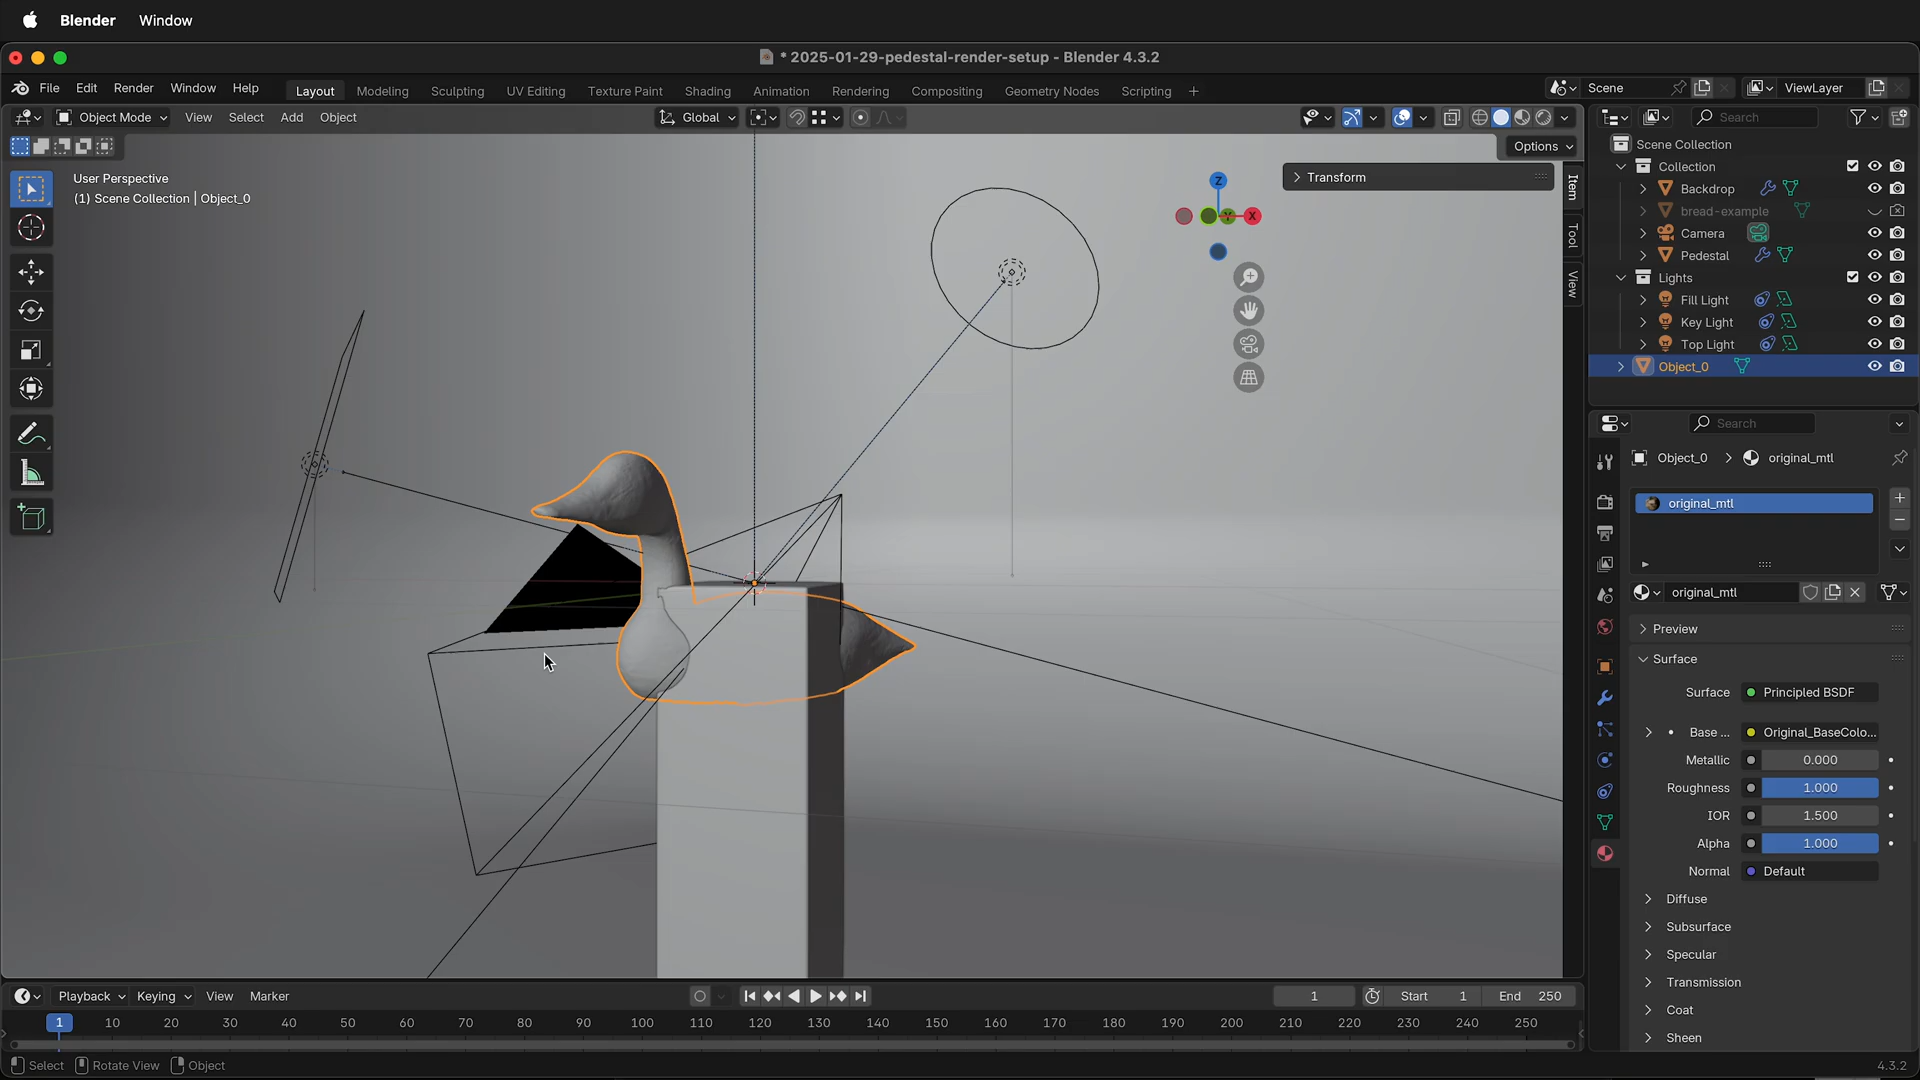 Blender Window
* 2025-01-29-pedestal-render-setup - Blender 4.3.2
File Edit Render Window Help Layout Modeling Sculpting UV Editing Texture Paint Shading Animation Rendering Compositing Geometry Nodes Scripting + Scene ViewLayer
Object Mode View Select Add Object Global Search
Options
User Perspective
(1) Scene Collection | Object_0
Transform
Item
Tool
View
Z
Y
X
Scene Collection
Collection
Backdrop
bread-example
Camera
Pedestal
Lights
Fill Light
Key Light
Top Light
Object_0
Search
Object_0 > original_mtl
original_mtl
original_mtl
Preview
Surface
Surface Principled BSDF
Base ... Original_BaseColo...
Metallic 0.000
Roughness 1.000
IOR 1.500
Alpha 1.000
Normal Default
Diffuse
Subsurface
Specular
Transmission
Coat
Sheen
Playback Keying View Marker 1 Start 1 End 250
1 10 20 30 40 50 60 70 80 90 100 110 120 130 140 150 160 170 180 190 200 210 220 230 240 250
Select Rotate View Object 4.3.2